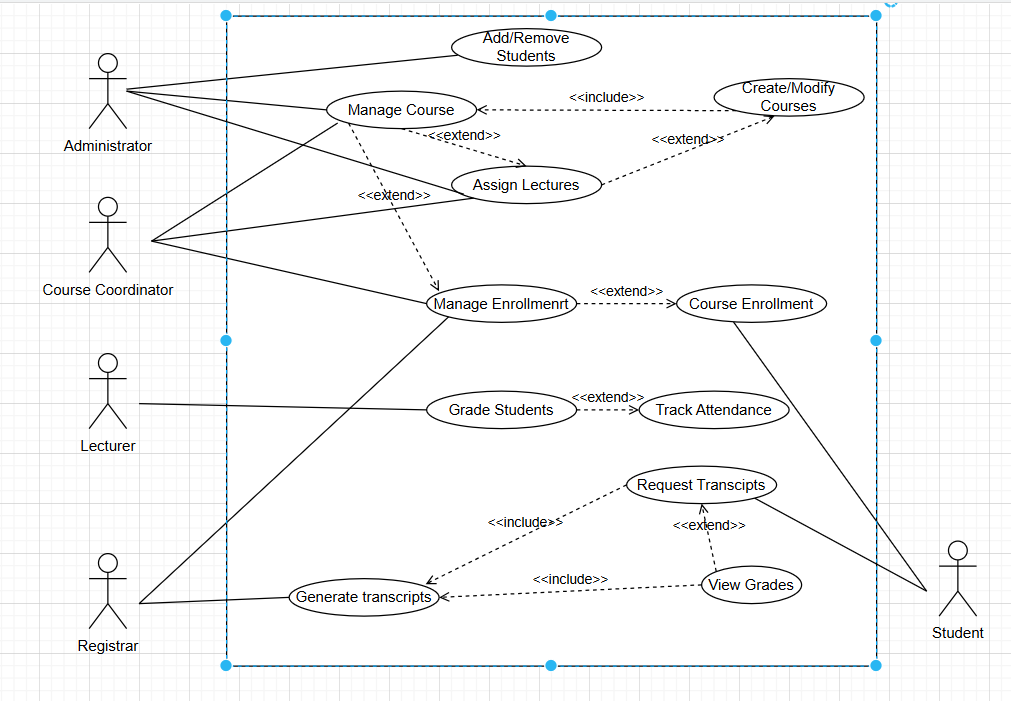 Add/Remove
Students
Administrator
Manage Course
<<include>>
Create/Modify
Courses
<<extend>>
<<extend>>
Assign Lectures
<<extend>>
Course Coordinator
Manage Enrollmenrt
<<extend>>
Course Enrollment
Lecturer
Grade Students
<<extend>>
Track Attendance
Request Transcipts
<<include>>
<<extend>>
<<include>>
View Grades
Generate transcripts
Registrar
Student